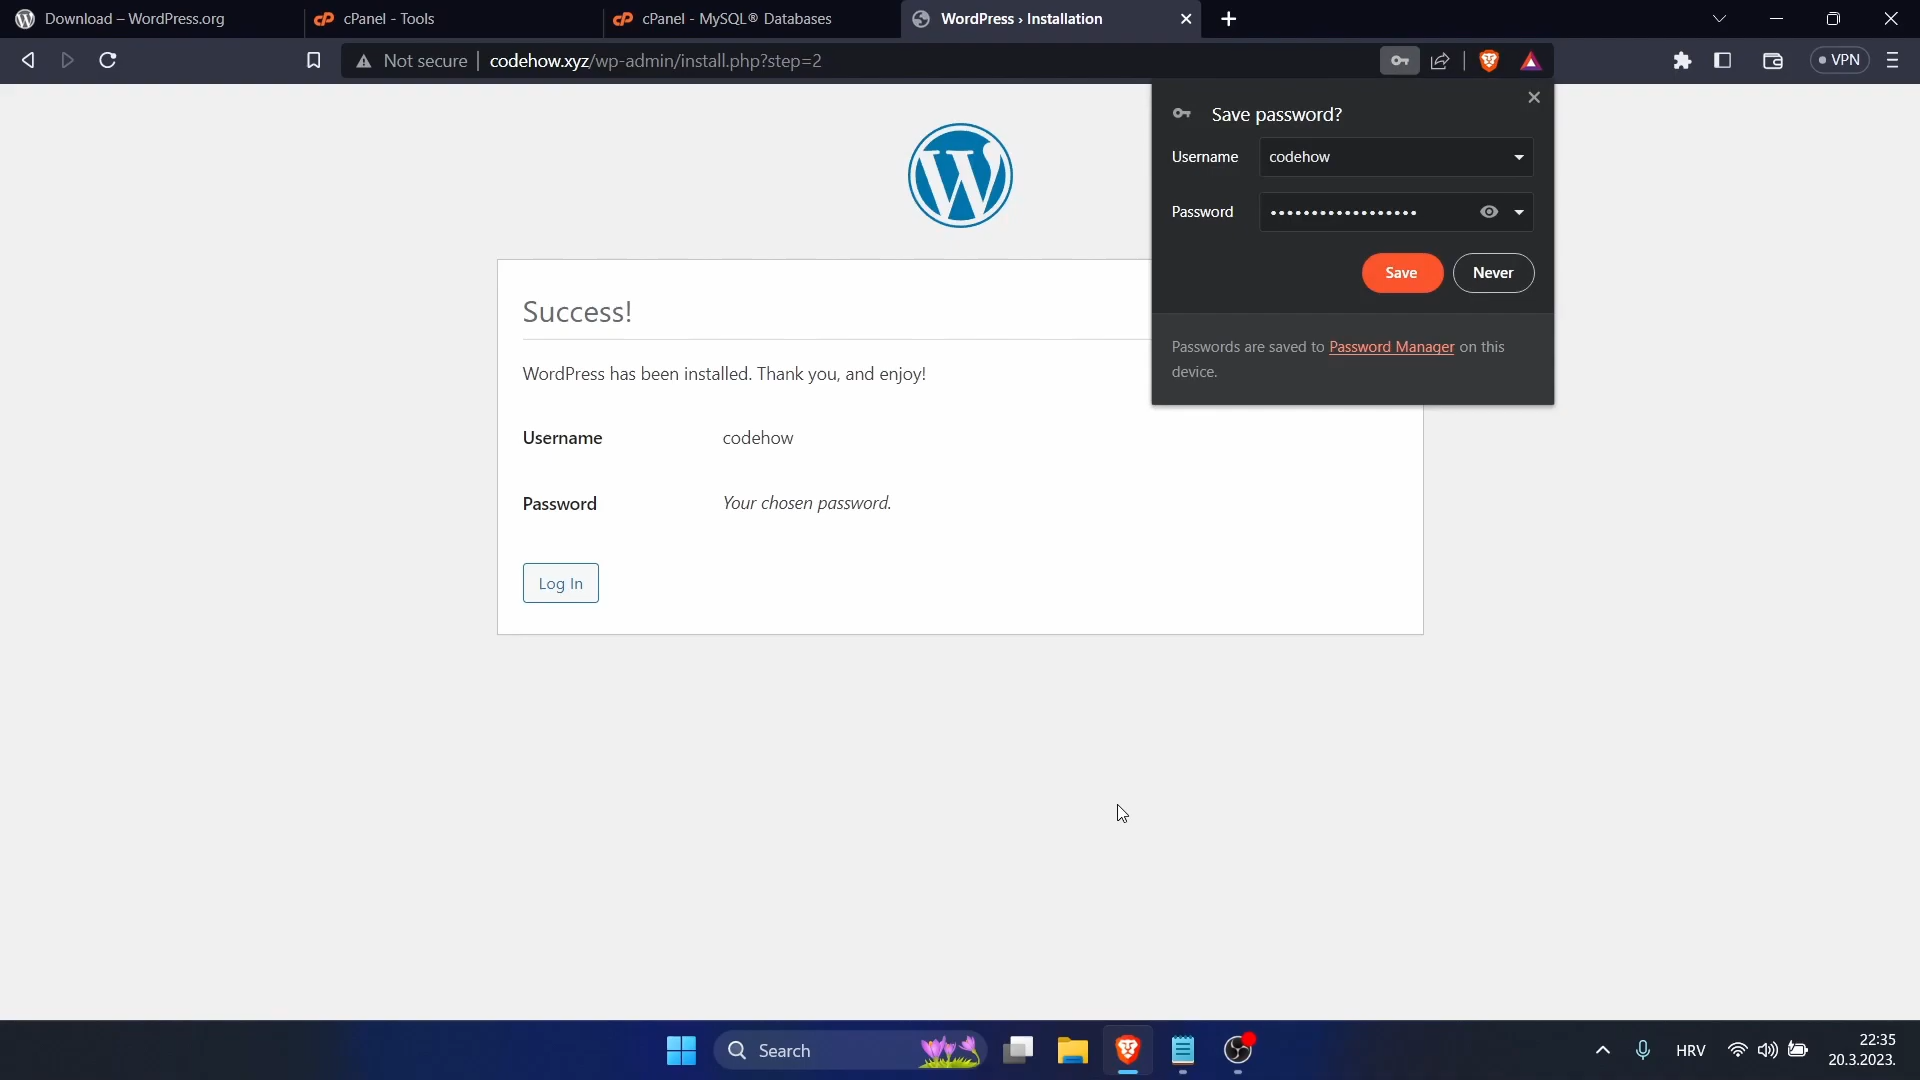 Download – WordPress.org
cPanel - Tools
cPanel - MySQL® Databases
WordPress › Installation
Not secure
codehow.xyz/wp-admin/install.php?step=2
VPN
Save password?
Username
codehow
Password
••••••••••••••••••
Save
Never
Passwords are saved to Password Manager on this
device.
Success!
WordPress has been installed. Thank you, and enjoy!
Username
codehow
Password
Your chosen password.
Log In
Search
HRV
22:35
20.3.2023.